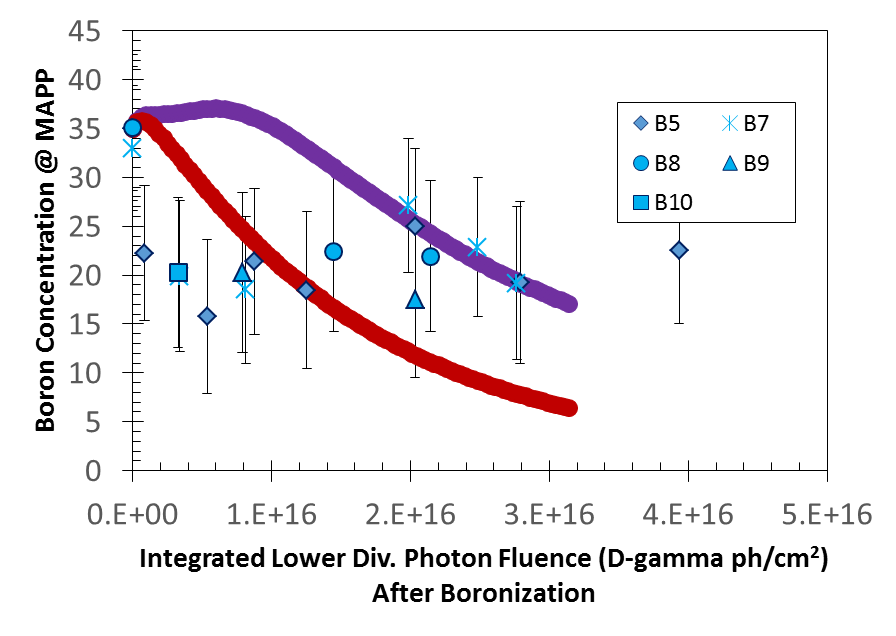 45
40
35
30
25
20
15
10
5
0
Boron Concentration @ MAPP
B5
B7
B8
B9
B10
0.E+00 1.E+16 2.E+16 3.E+16 4.E+16 5.E+16
Integrated Lower Div. Photon Fluence (D-gamma ph/cm²)
After Boronization